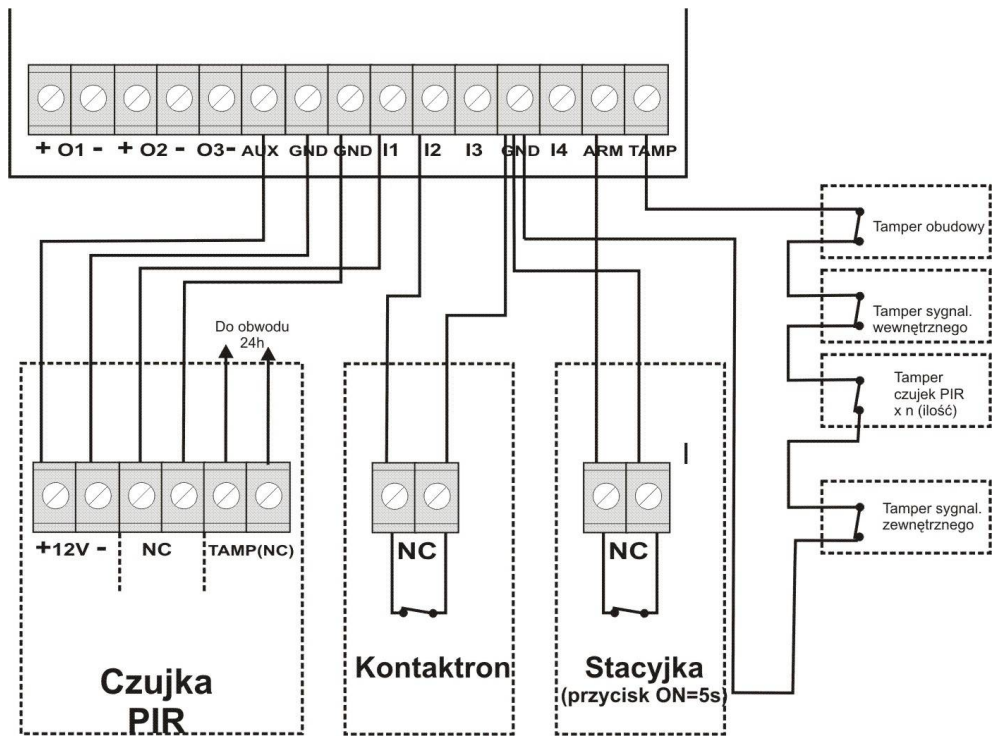 + O1 - + O2 - O3- AUX GND GND I1 I2 I3 GND I4 ARM TAMP
Tamper obudowy
Tamper sygnal.
wewnętrznego
Tamper
czujek PIR
x n (ilość)
Tamper sygnal.
zewnętrznego
Do obwodu
24h
+12V - NC TAMP(NC)
Czujka
PIR
NC
Kontaktron
I
NC
Stacyjka
(przycisk ON=5s)